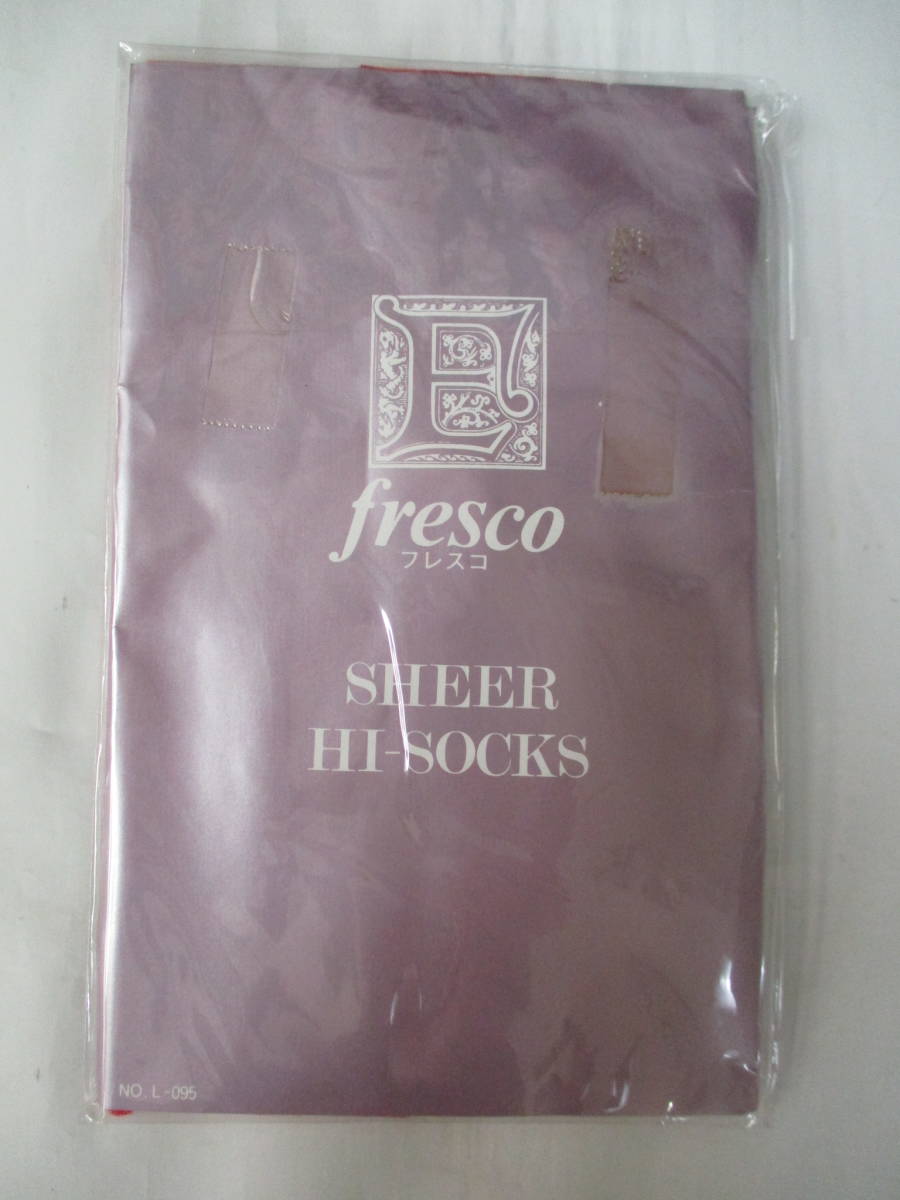 E
fresco
フレスコ
SHEER
HI-SOCKS
NO. L-095